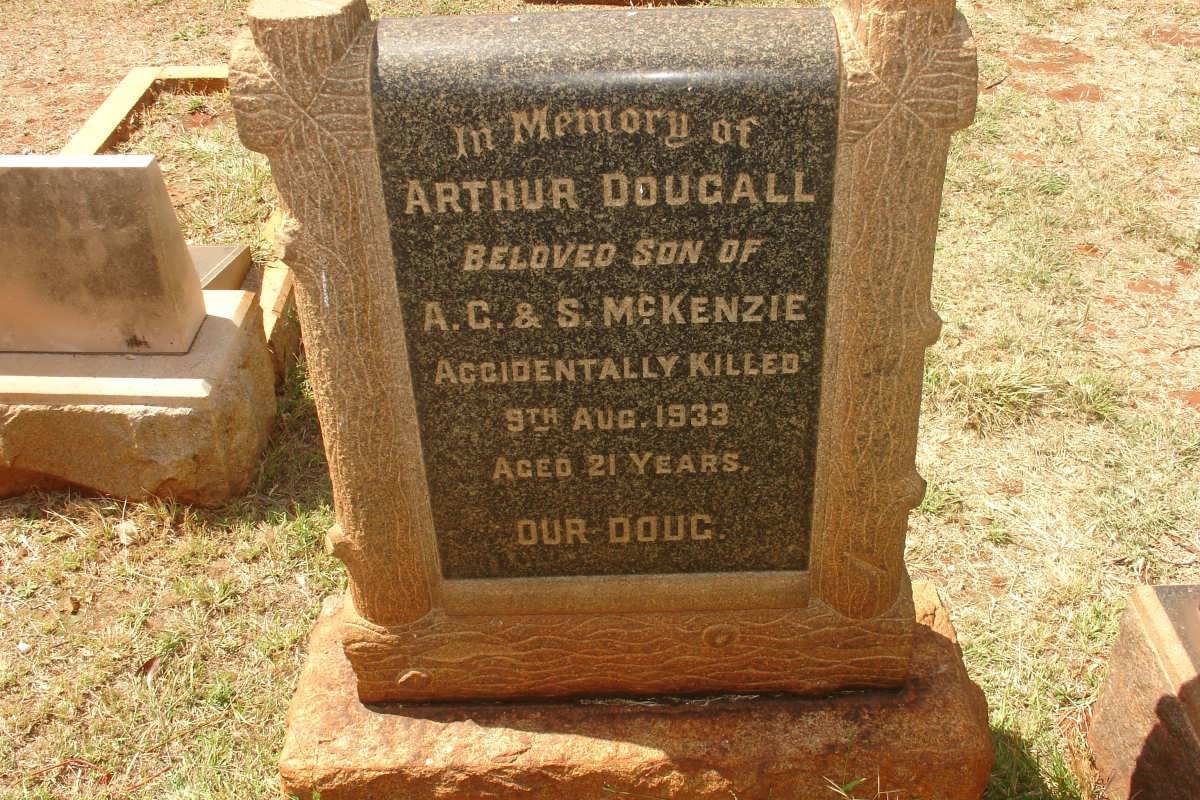 In Memory of
ARTHUR DOUGALL
BELOVED SON OF
A. G. & S. McKENZIE
ACCIDENTALLY KILLED
9TH AUG. 1933
AGED 21 YEARS.
OUR DOUG.